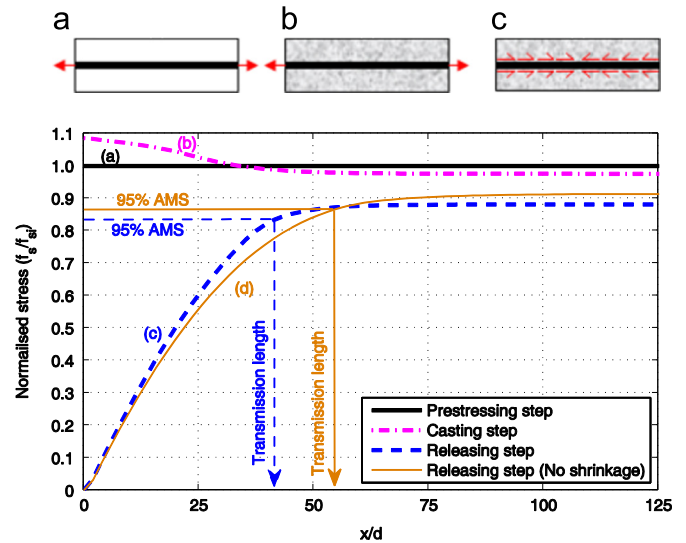 a
b
c
1.1
1.0
0.9
0.8
0.7
0.6
0.5
0.4
0.3
0.2
0.1
0
Normailsed stress (fs/fsi)
(a)
(b)
95% AMS
95% AMS
(c)
(d)
Transmission length
Transmission length
Prestressing step
Casting step
Releasing step
Releasing step (No shrinkage)
0
25
50
75
100
125
x/d